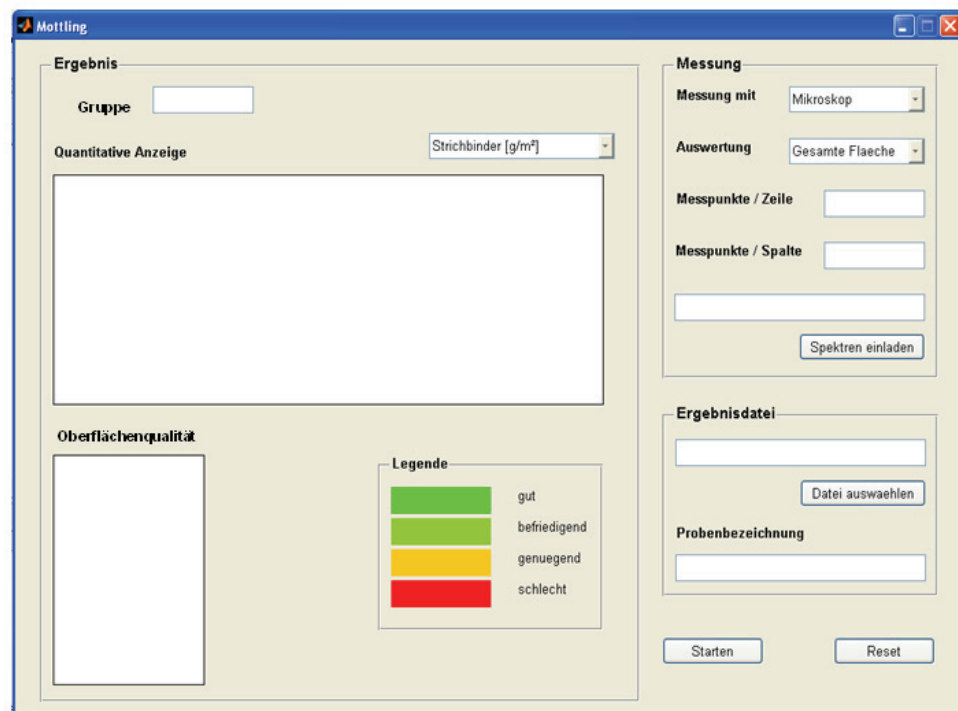 Mottling
Ergebnis
Gruppe
Quantitative Anzeige
Strichbinder [g/m²]
Oberflächenqualität
Legende
gut
befriedigend
genuegend
schlecht
Messung
Messung mit
Mikroskop
Auswertung
Gesamte Flaeche
Messpunkte / Zeile
Messpunkte / Spalte
Spektren einladen
Ergebnisdatei
Datei auswaehlen
Probenbezeichnung
Starten
Reset